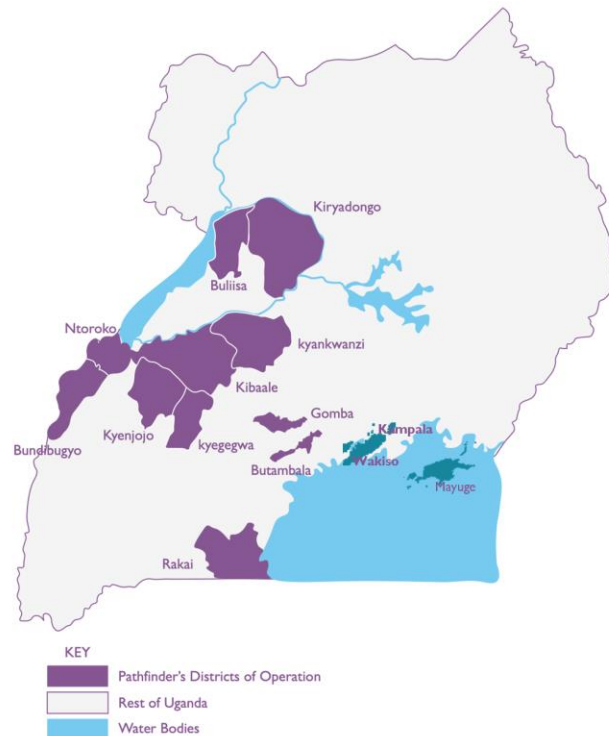 Kiryadongo
Buliisa
Ntoroko
kyankwanzi
Kibaale
Gomba
Kampala
Kyenjojo
kyegegwa
Bundibugyo
Butambala
Wakiso
Mayuge
Rakai
KEY
Pathfinder's Districts of Operation
Rest of Uganda
Water Bodies